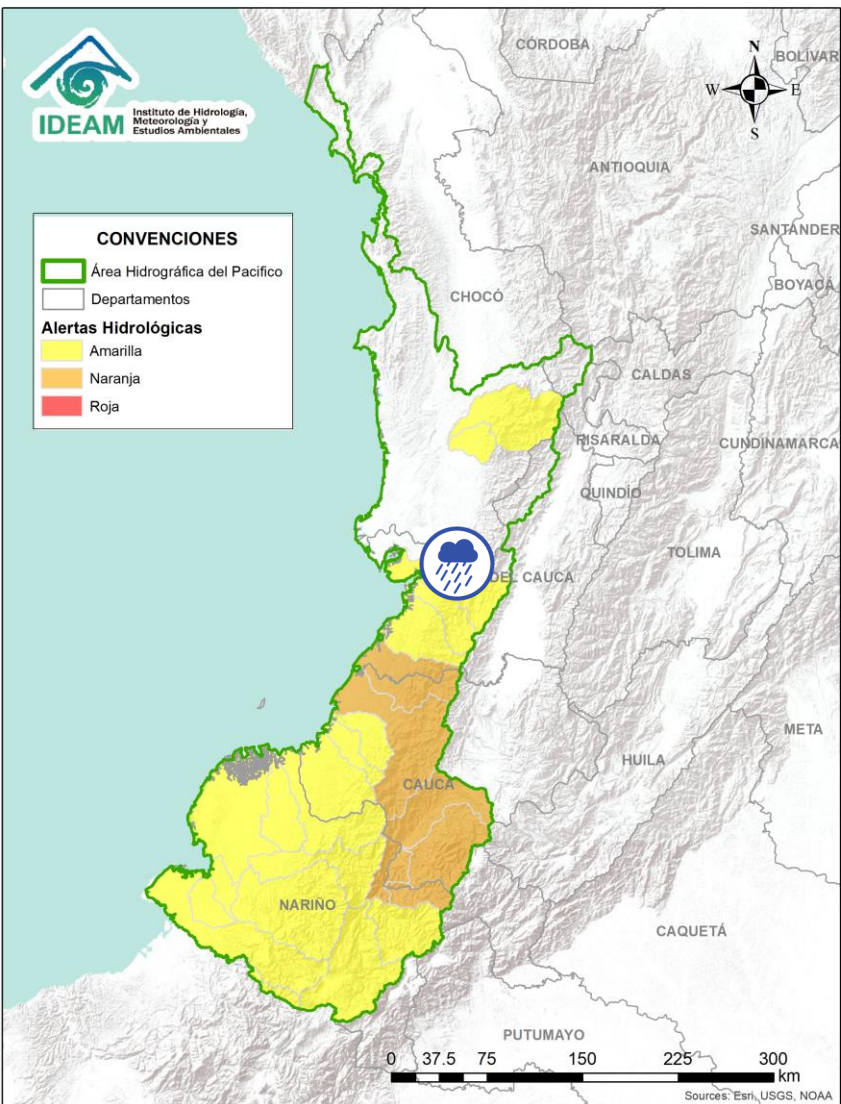 IDEAM
Instituto de Hidrología,
Meteorología y
Estudios Ambientales
N
W
E
S
CONVENCIONES
Área Hidrográfica del Pacifico
Departamentos
Alertas Hidrológicas
Amarilla
Naranja
Roja
CÓRDOBA
BOLÍVAR
ANTIOQUIA
SANTANDER
BOYACÁ
CHOCÓ
CALDAS
RISARALDA
CUNDINAMARCA
QUINDÍO
TOLIMA
DEL CAUCA
META
HUILA
CAUCA
NARIÑO
CAQUETÁ
PUTUMAYO
0 37.5 75 150 225 300
km
Sources: Esri, USGS, NOAA